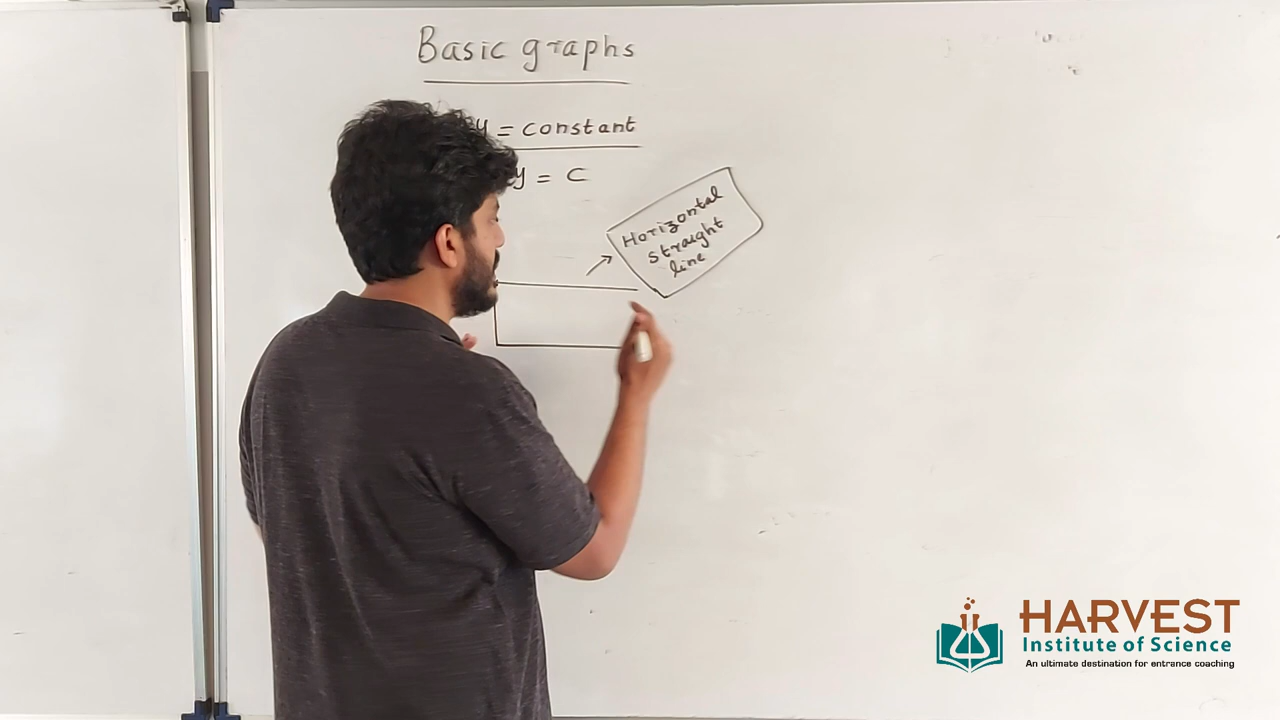 Basic graphs
y = constant
y = C
Horizontal
straight
line
HARVEST
Institute of Science
An ultimate destination for entrance coaching